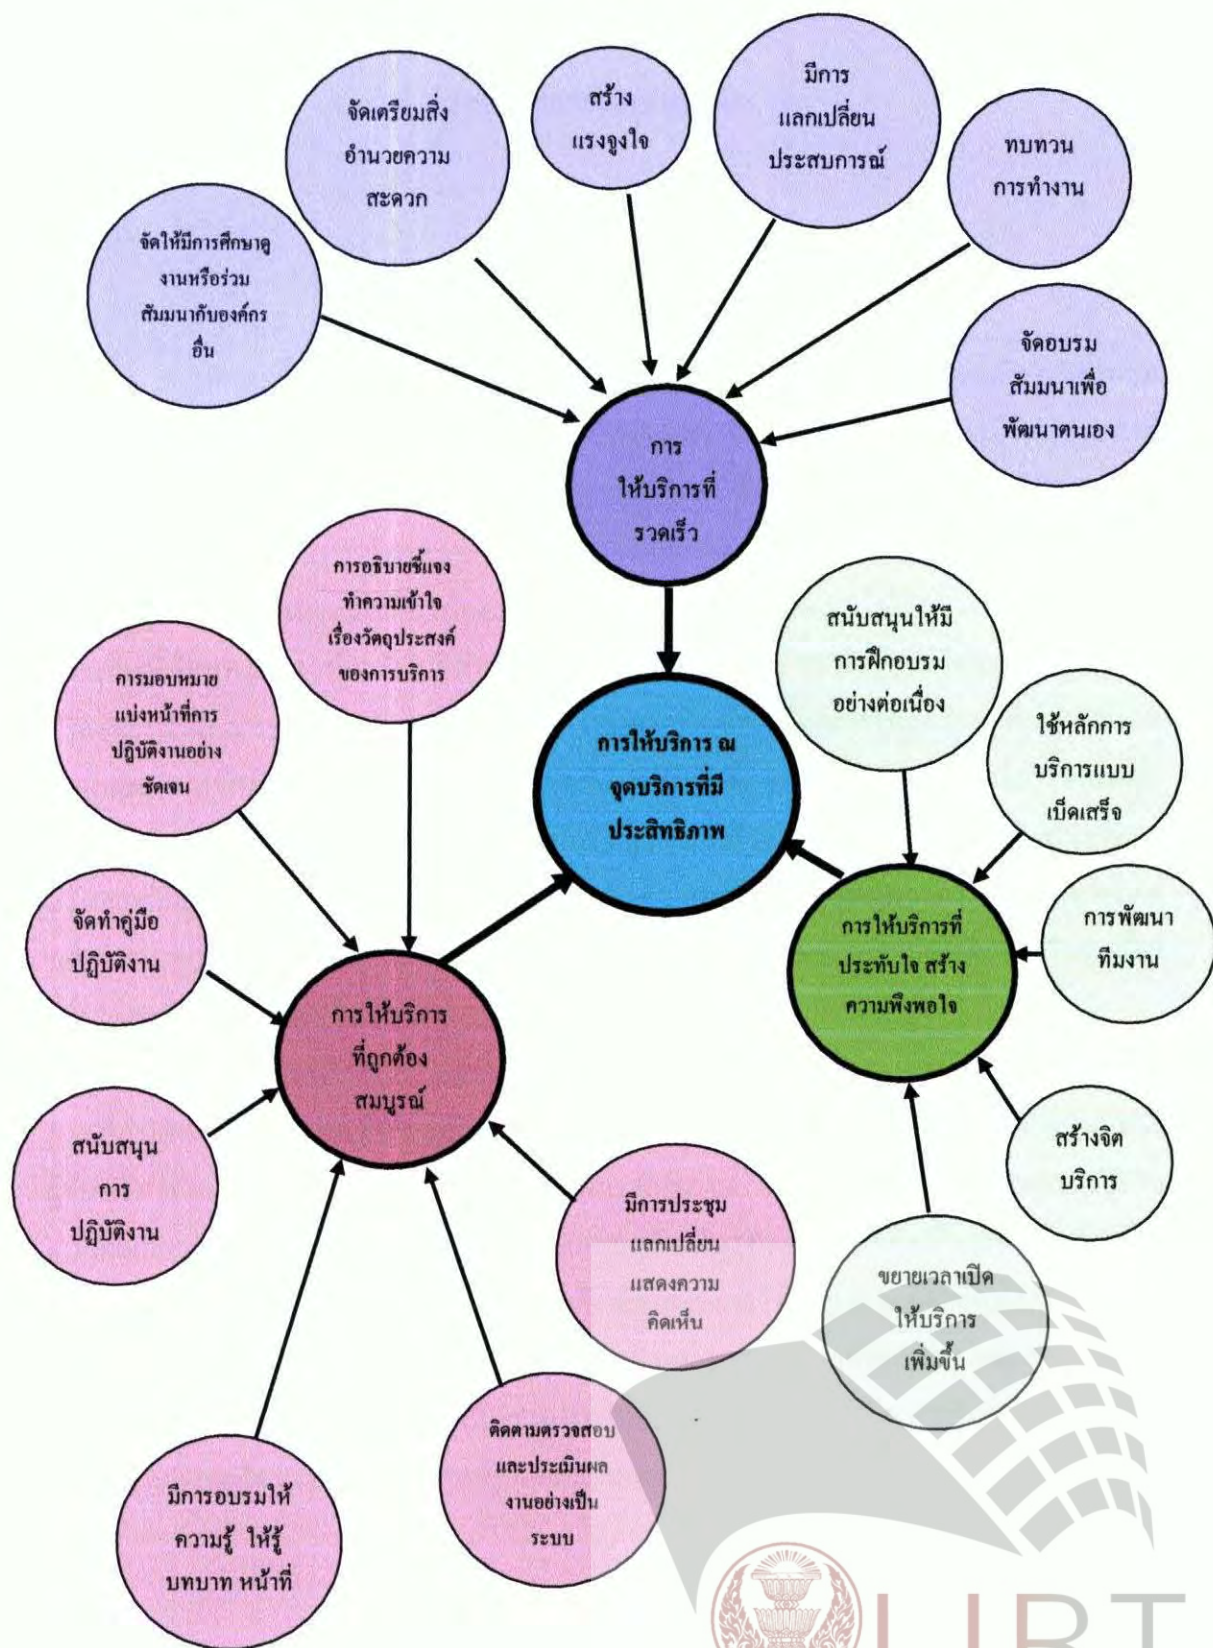 จัดให้มีการศึกษาดู
งานหรือร่วม
สัมมนากับองค์กร
อื่น
จัดเตรียมสิ่ง
อำนวยความ
สะดวก
สร้าง
แรงจูงใจ
มีการ
แลกเปลี่ยน
ประสบการณ์
ทบทวน
การทำงาน
จัดอบรม
สัมมนาเพื่อ
พัฒนาตนเอง
การ
ให้บริการที่
รวดเร็ว
การอธิบายชี้แจง
ทำความเข้าใจ
เรื่องวัตถุประสงค์
ของการบริการ
การมอบหมาย
แบ่งหน้าที่การ
ปฏิบัติงานอย่าง
ชัดเจน
จัดทำคู่มือ
ปฏิบัติงาน
สนับสนุน
การ
ปฏิบัติงาน
การให้บริการ
ที่ถูกต้อง
สมบูรณ์
การให้บริการ ณ
จุดบริการที่มี
ประสิทธิภาพ
สนับสนุนให้มี
การฝึกอบรม
อย่างต่อเนื่อง
ใช้หลักการ
บริการแบบ
เบ็ดเสร็จ
การให้บริการที่
ประทับใจ สร้าง
ความพึงพอใจ
การพัฒนา
ทีมงาน
สร้างจิต
บริการ
ขยายเวลาเปิด
ให้บริการ
เพิ่มขึ้น
มีการประชุม
แลกเปลี่ยน
แสดงความ
คิดเห็น
ติดตามตรวจสอบ
และประเมินผล
งานอย่างเป็น
ระบบ
มีการอบรมให้
ความรู้ ให้รู้
บทบาท หน้าที่
LIRT